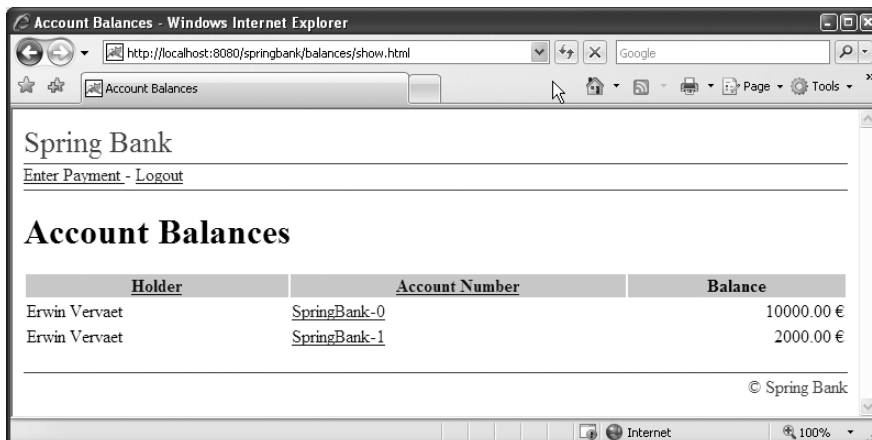 Account Balances - Windows Internet Explorer
http://localhost:8080/springbank/balances/show.html Google
Account Balances Page Tools »
Spring Bank
Enter Payment - Logout
Account Balances
Holder Account Number Balance
Erwin Vervaet SpringBank-0 10000.00 €
Erwin Vervaet SpringBank-1 2000.00 €
© Spring Bank
Internet 100%